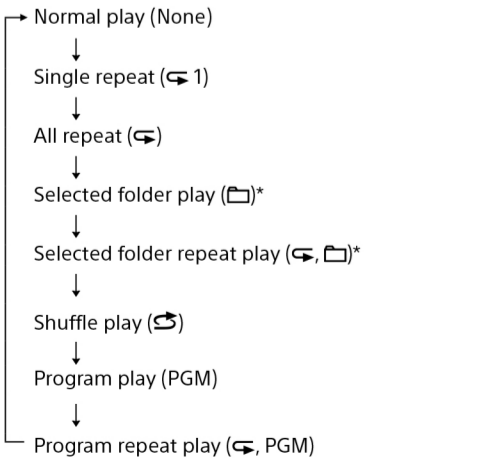 Normal play (None)
Single repeat (1)
All repeat ()
Selected folder play ()*
Selected folder repeat play (, )*
Shuffle play ()
Program play (PGM)
Program repeat play (, PGM)